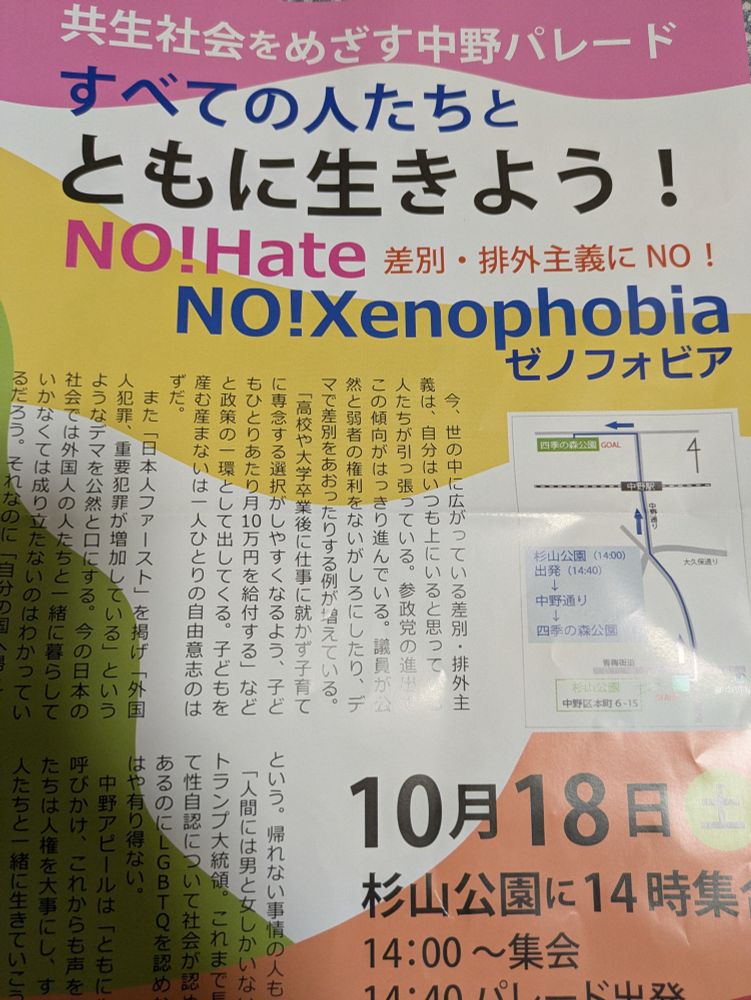 共生社会をめざす中野パレード
すべての人たちと
ともに生きよう！
NO!Hate 差別・排外主義に NO！
NO!Xenophobia
ゼノフォビア
今、世の中に広がっている差別・排外主
義は、自分はいつも上にいると思って
人たちが引っ張っている。参政党の進出
この傾向がはっきり進んでいる。議員が公
然と弱者の権利をないがしろにしたり、デ
マで差別をあおったりする例が増えている。
「高校や大学卒業後に仕事に就かず子育て
に専念する選択がしやすくなるよう、子ど
もひとりあたり月10万円を給付する」など
と政策の一環として出してくる。子どもを
産む産まないは一人ひとりの自由意志のは
ずだ。
また「日本人ファースト」を掲げ「外国
人犯罪、重要犯罪が増加している」という
ようなデマを公然と口にする。今の日本の
社会では外国人の人たちと一緒に暮らして
いかなくては成り立たないのはわかってい
るだろう。それなのに「自分の国へ帰
四季の森公園 GOAL
4
中野駅
中野通り
大久保通り
杉山公園（14:00）
出発（14:40）
↓
中野通り
↓
四季の森公園
青梅街道
杉山公園
START
中野区本町 6-15
という。帰れない事情の人も
「人間には男と女しかいな
トランプ大統領。これまで
て性自認について社会が認
あるのにLGBTQを認め
はや有り得ない。
中野アピールは「ともに
呼びかけ、これからも声を
たちは人権を大事にし、す
人たちと一緒に生きていこう
10月18日 土
杉山公園に 14 時集合
14:00 ～集会
14:40 パレード出発